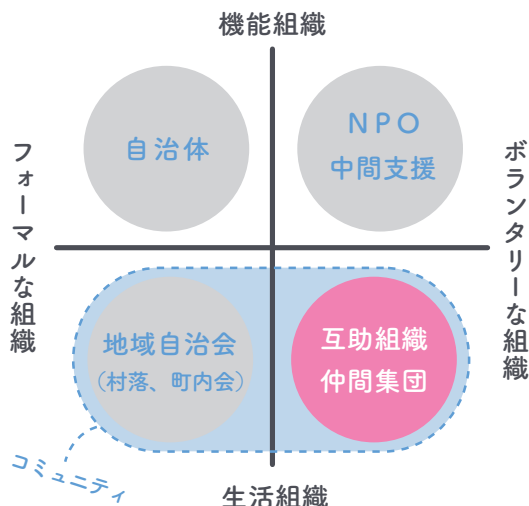 機能組織
自治体
NPO
中間支援
フォーマルな組織
ボランタリーな組織
地域自治会
（村落、町内会）
互助組織
仲間集団
コミュニティ
生活組織